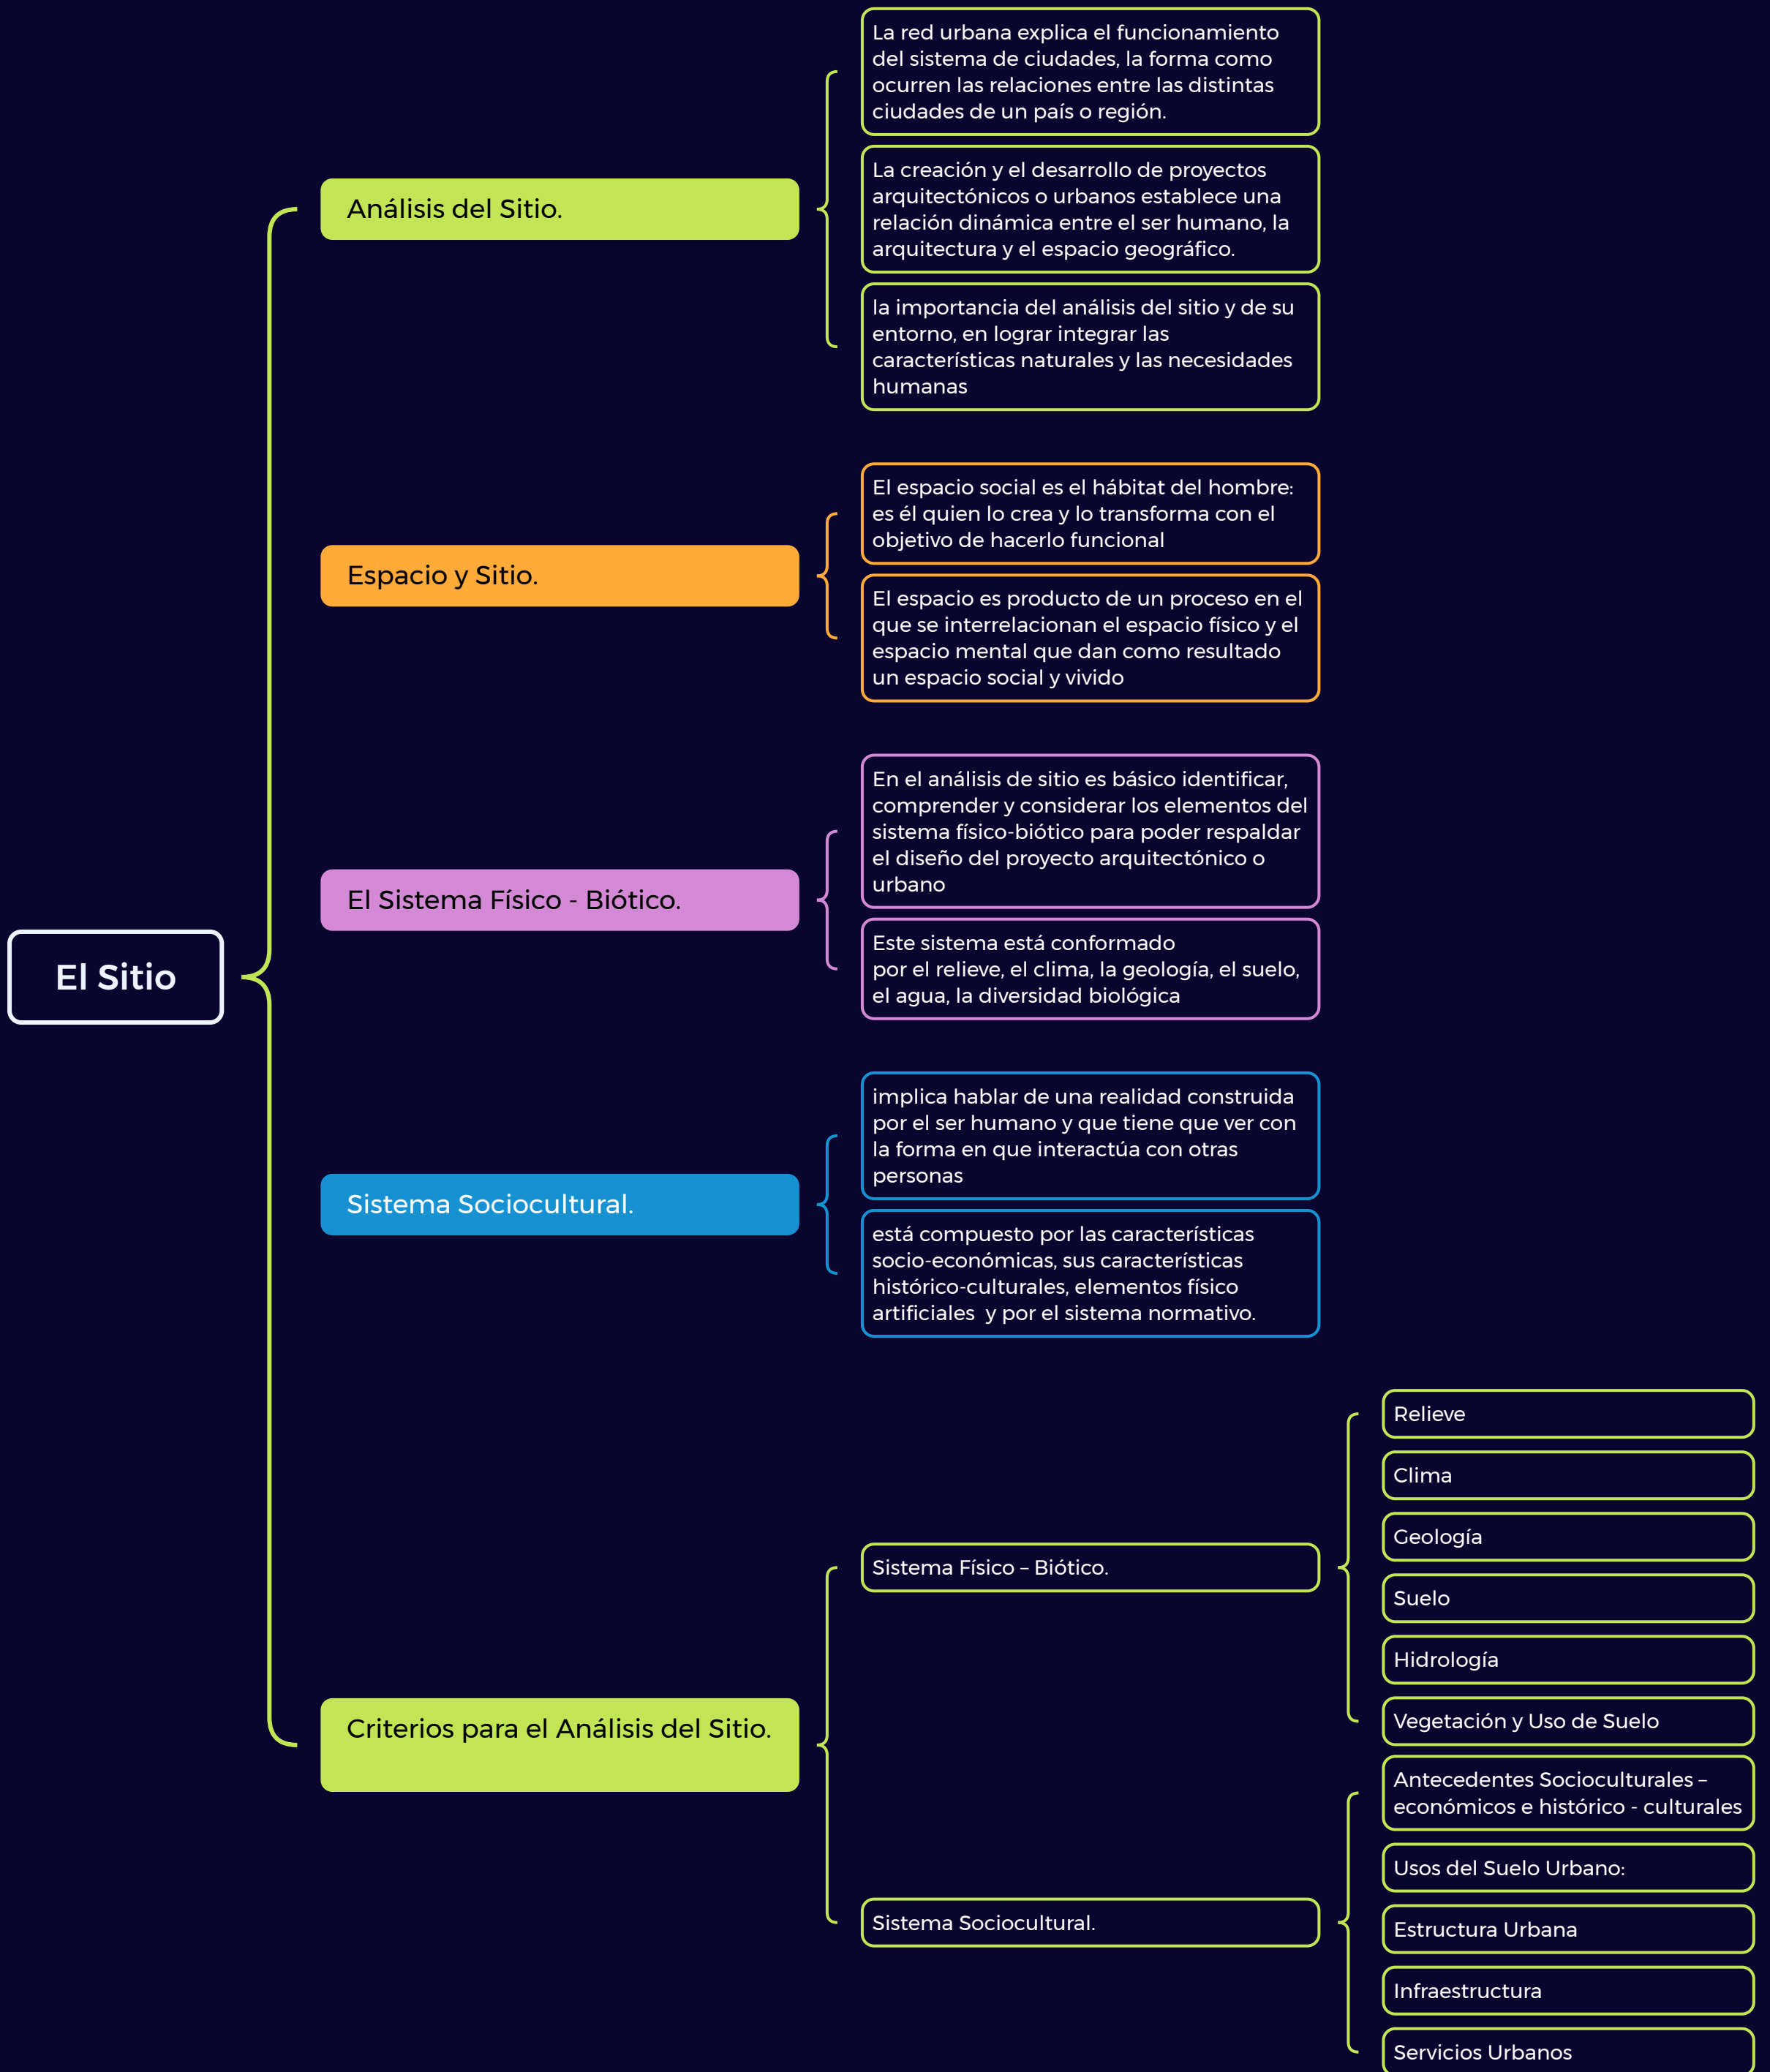 El Sitio
Análisis del Sitio.
La red urbana explica el funcionamiento
del sistema de ciudades, la forma como
ocurren las relaciones entre las distintas
ciudades de un país o región.
La creación y el desarrollo de proyectos
arquitectónicos o urbanos establece una
relación dinámica entre el ser humano, la
arquitectura y el espacio geográfico.
la importancia del análisis del sitio y de su
entorno, en lograr integrar las
características naturales y las necesidades
humanas
Espacio y Sitio.
El espacio social es el hábitat del hombre:
es él quien lo crea y lo transforma con el
objetivo de hacerlo funcional
El espacio es producto de un proceso en el
que se interrelacionan el espacio físico y el
espacio mental que dan como resultado
un espacio social y vivido
El Sistema Físico - Biótico.
En el análisis de sitio es básico identificar,
comprender y considerar los elementos del
sistema físico-biótico para poder respaldar
el diseño del proyecto arquitectónico o
urbano
Este sistema está conformado
por el relieve, el clima, la geología, el suelo,
el agua, la diversidad biológica
Sistema Sociocultural.
implica hablar de una realidad construida
por el ser humano y que tiene que ver con
la forma en que interactúa con otras
personas
está compuesto por las características
socio-económicas, sus características
histórico-culturales, elementos físico
artificiales  y por el sistema normativo.
Criterios para el Análisis del Sitio.
Sistema Físico – Biótico.
Relieve
Clima
Geología
Suelo
Hidrología
Vegetación y Uso de Suelo
Sistema Sociocultural.
Antecedentes Socioculturales –
económicos e histórico - culturales
Usos del Suelo Urbano:
Estructura Urbana
Infraestructura
Servicios Urbanos